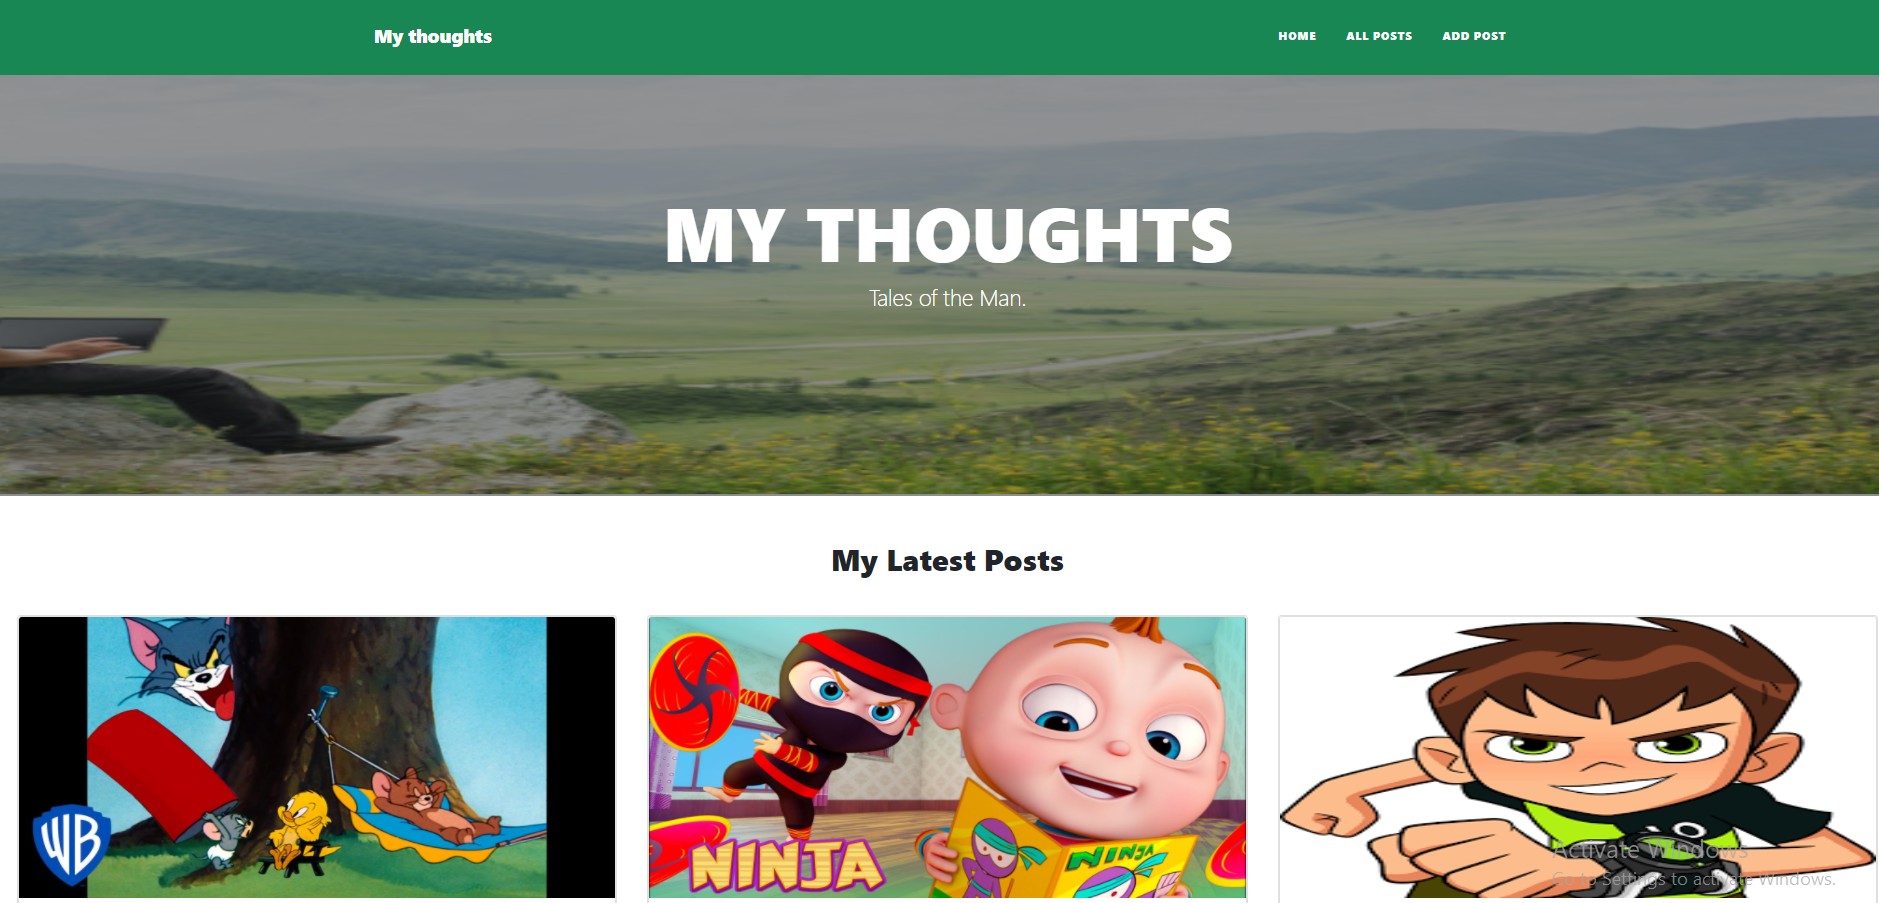 My thoughts
HOME ALL POSTS ADD POST
MY THOUGHTS
Tales of the Man.
My Latest Posts
WB
NINJA
NINJA
Activate Windows
Go to Settings to activate Windows.